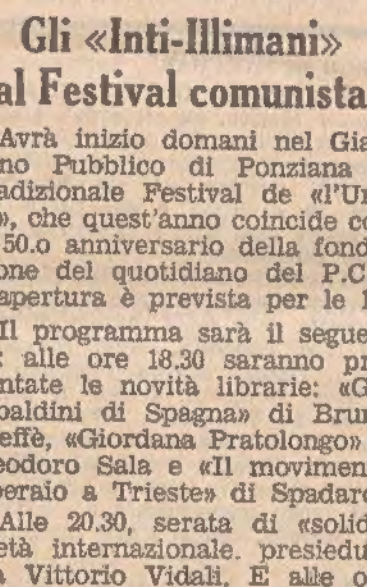 Gli «Inti-Illimani»
al Festival comunista
Avrà inizio domani nel Gia
no Pubblico di Ponziana
adizionale Festival de «l'Un
», che quest'anno coincide co
50.o anniversario della fond
one del quotidiano del P.C.
apertura è prevista per le 1
Il programma sarà il segue
: alle ore 18.30 saranno pr
entate le novità librarie: «G
baldini di Spagna» di Brun
effè, «Giordana Pratolongo»
eodoro Sala e «Il movimen
peraio a Trieste» di Spadaro
Alle 20.30, serata di «solid
età internazionale. presiedu
a Vittorio Vidali. E alle o